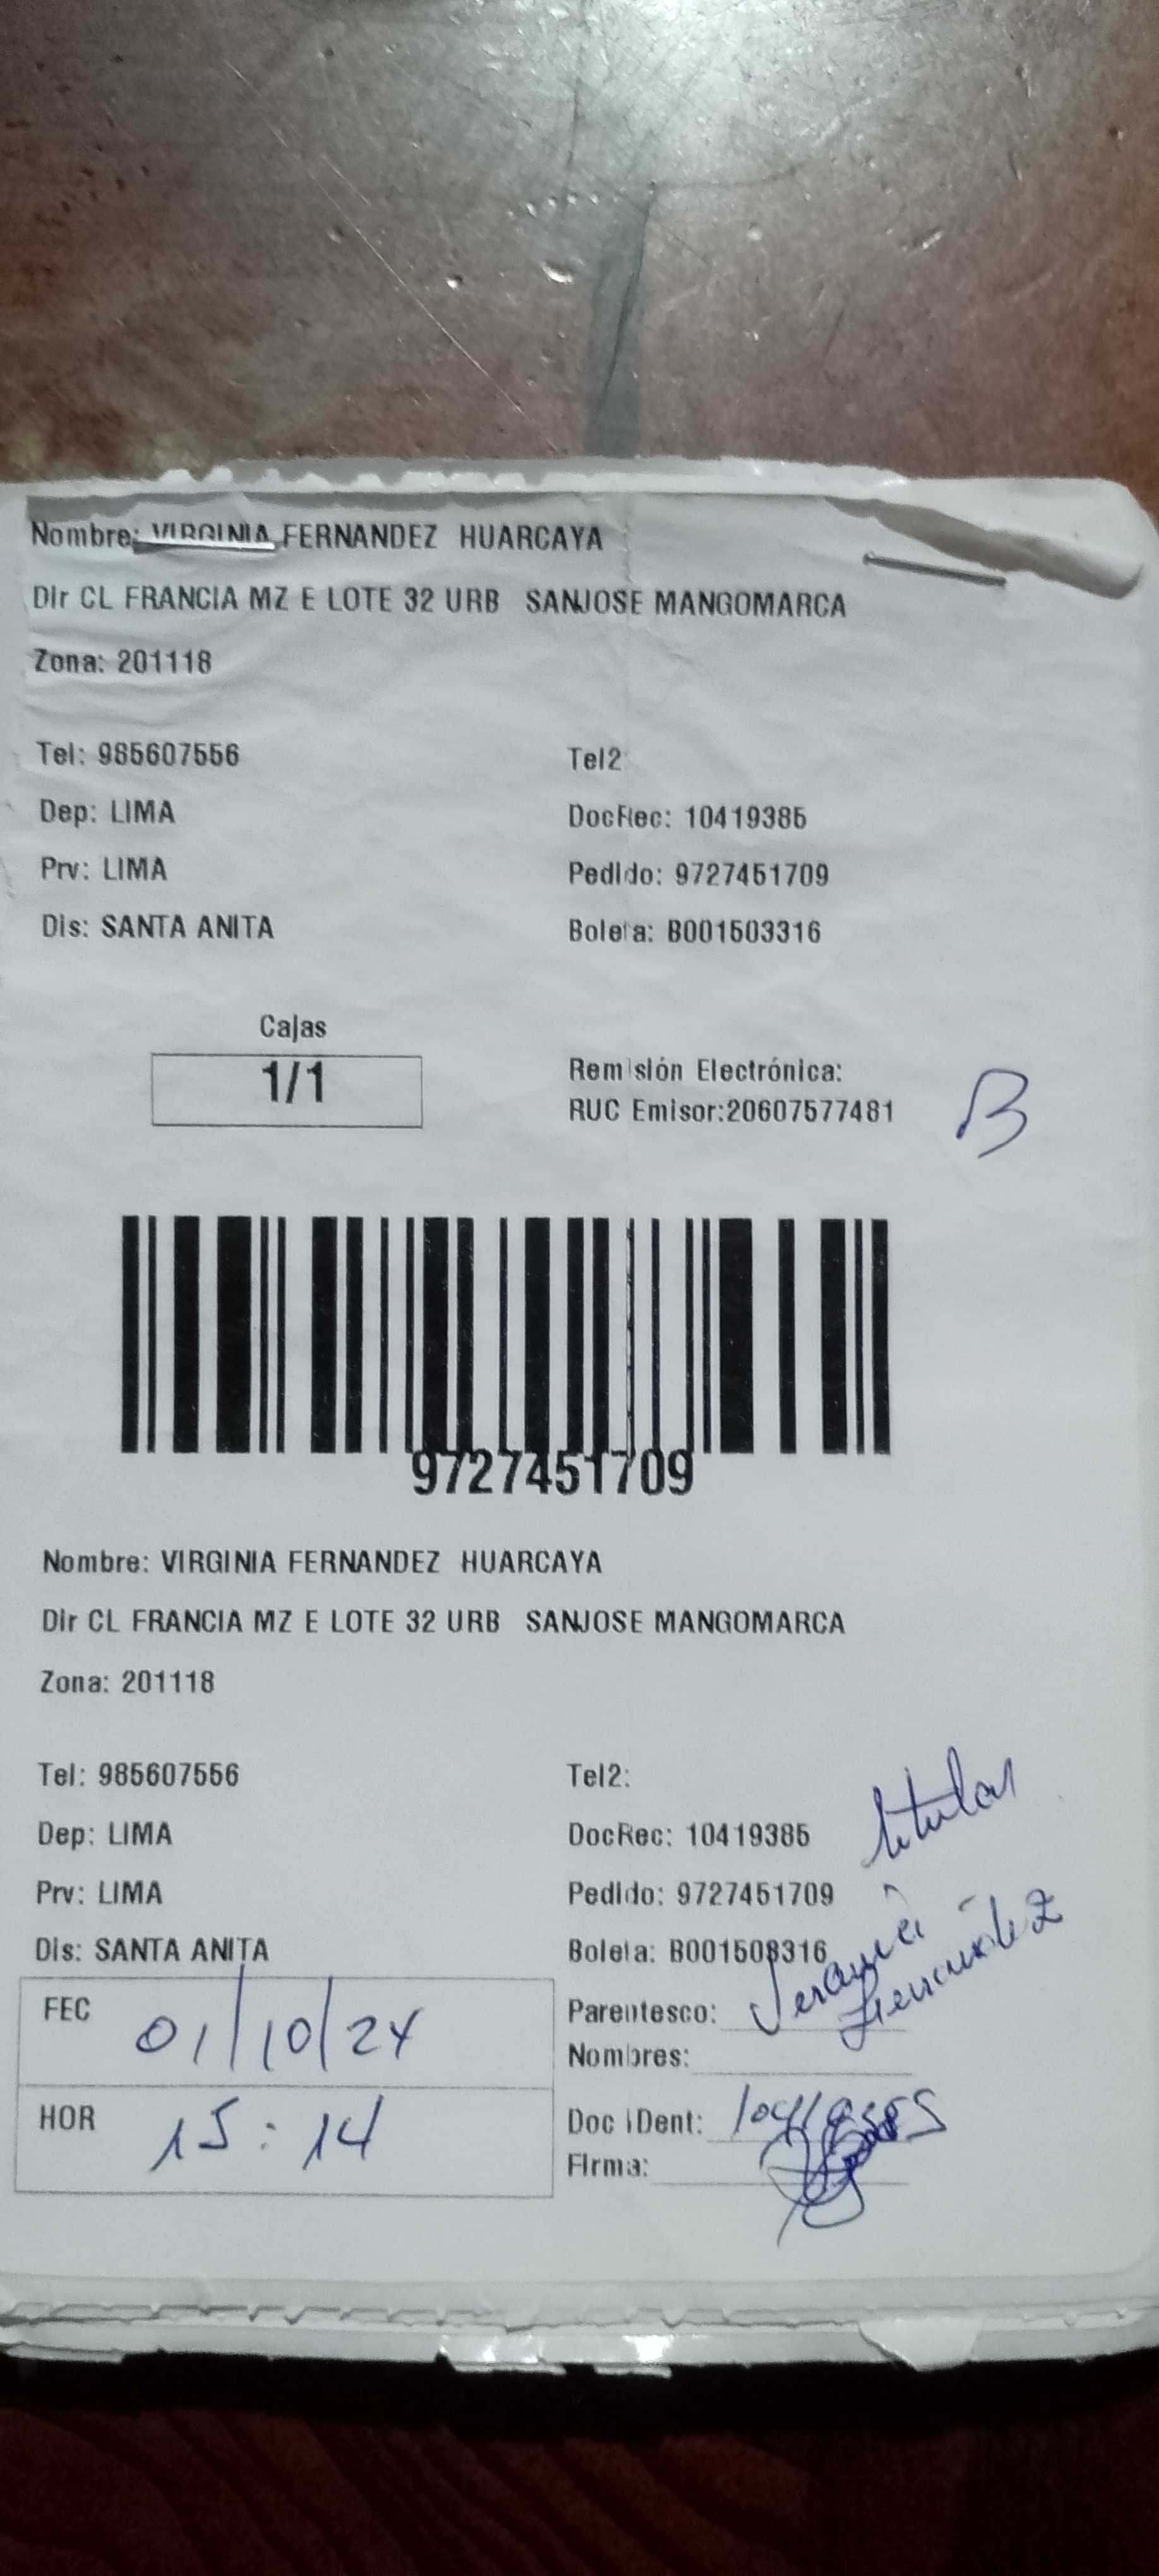 Nombre: VIRGINIA FERNANDEZ HUARCAYA
Dir CL FRANCIA MZ E LOTE 32 URB SANJOSE MANGOMARCA
Zona: 201118
Tel: 985607556 Tel2:
Dep: LIMA DocRec: 10419385
Prv: LIMA Pedido: 9727451709
Dis: SANTA ANITA Boleta: B001503316
Cajas
1/1
Remisión Electrónica:
RUC Emisor:20607577481
B
9727451709
Nombre: VIRGINIA FERNANDEZ HUARCAYA
Dir CL FRANCIA MZ E LOTE 32 URB SANJOSE MANGOMARCA
Zona: 201118
Tel: 985607556 Tel2:
titular
Dep: LIMA DocRec: 10419385
Prv: LIMA Pedido: 9727451709
Dis: SANTA ANITA Boleta: B001503316
FEC 01/10/24 Parentesco:
Fernández
Nombres:
HOR 15:14 Doc iDent:
Firma: